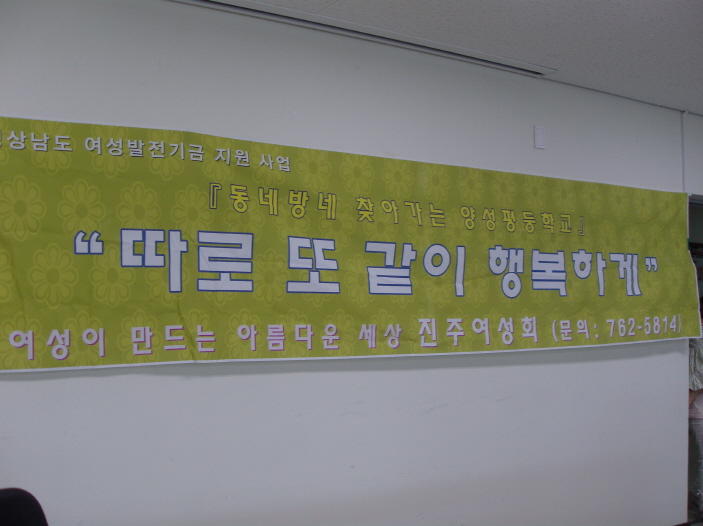 경상남도 여성발전기금 지원 사업
『동네방네 찾아가는 양성평등학교』
“따로 또 같이 행복하게”
여성이 만드는 아름다운 세상 진주여성회 (문의: 762-5814)